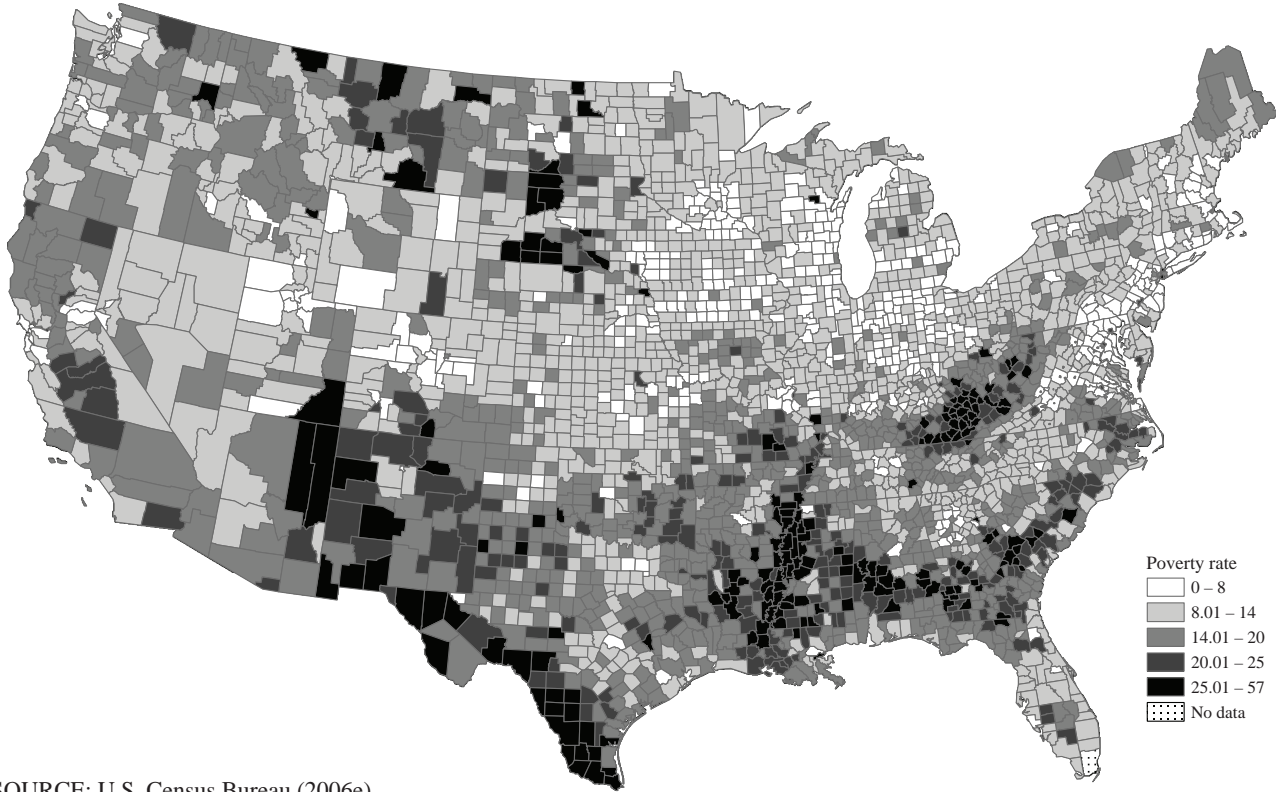 Poverty rate
0 – 8
8.01 – 14
14.01 – 20
20.01 – 25
25.01 – 57
No data
SOURCE: U.S. Census Bureau (2006e)